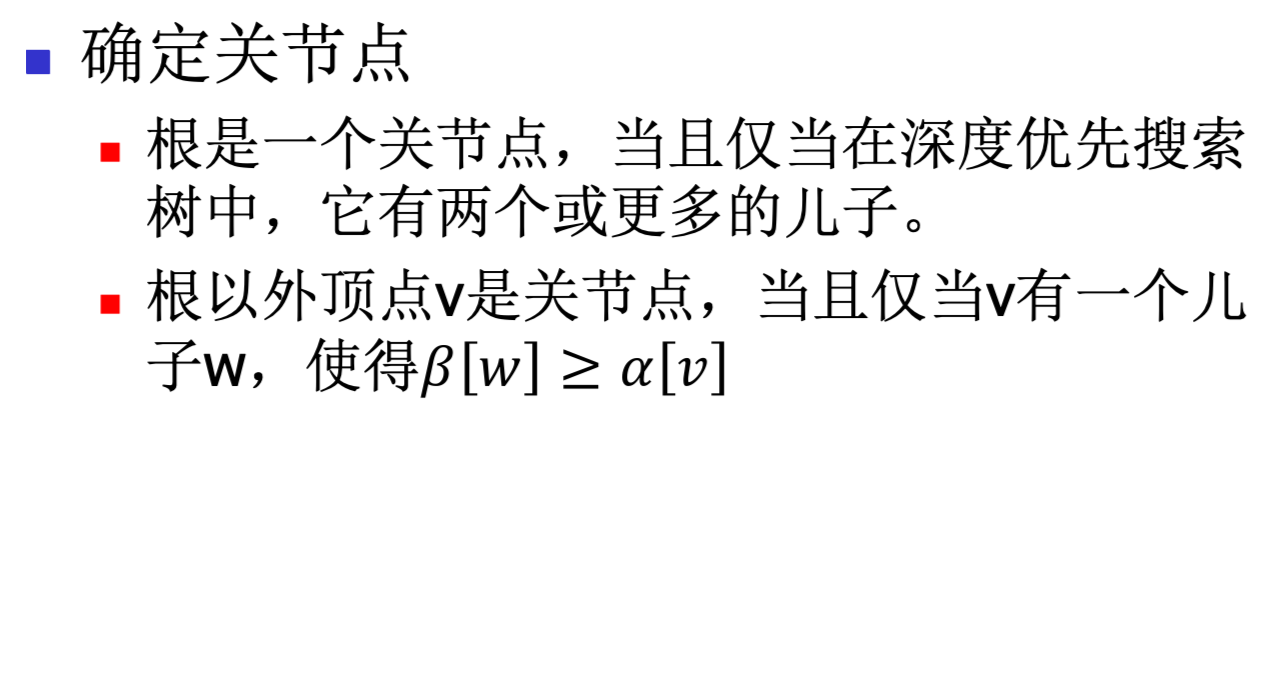 确定关节点
根是一个关节点，当且仅当在深度优先搜索
树中，它有两个或更多的儿子。
根以外顶点v是关节点，当且仅当v有一个儿
子w，使得β[w] ≥ α[v]